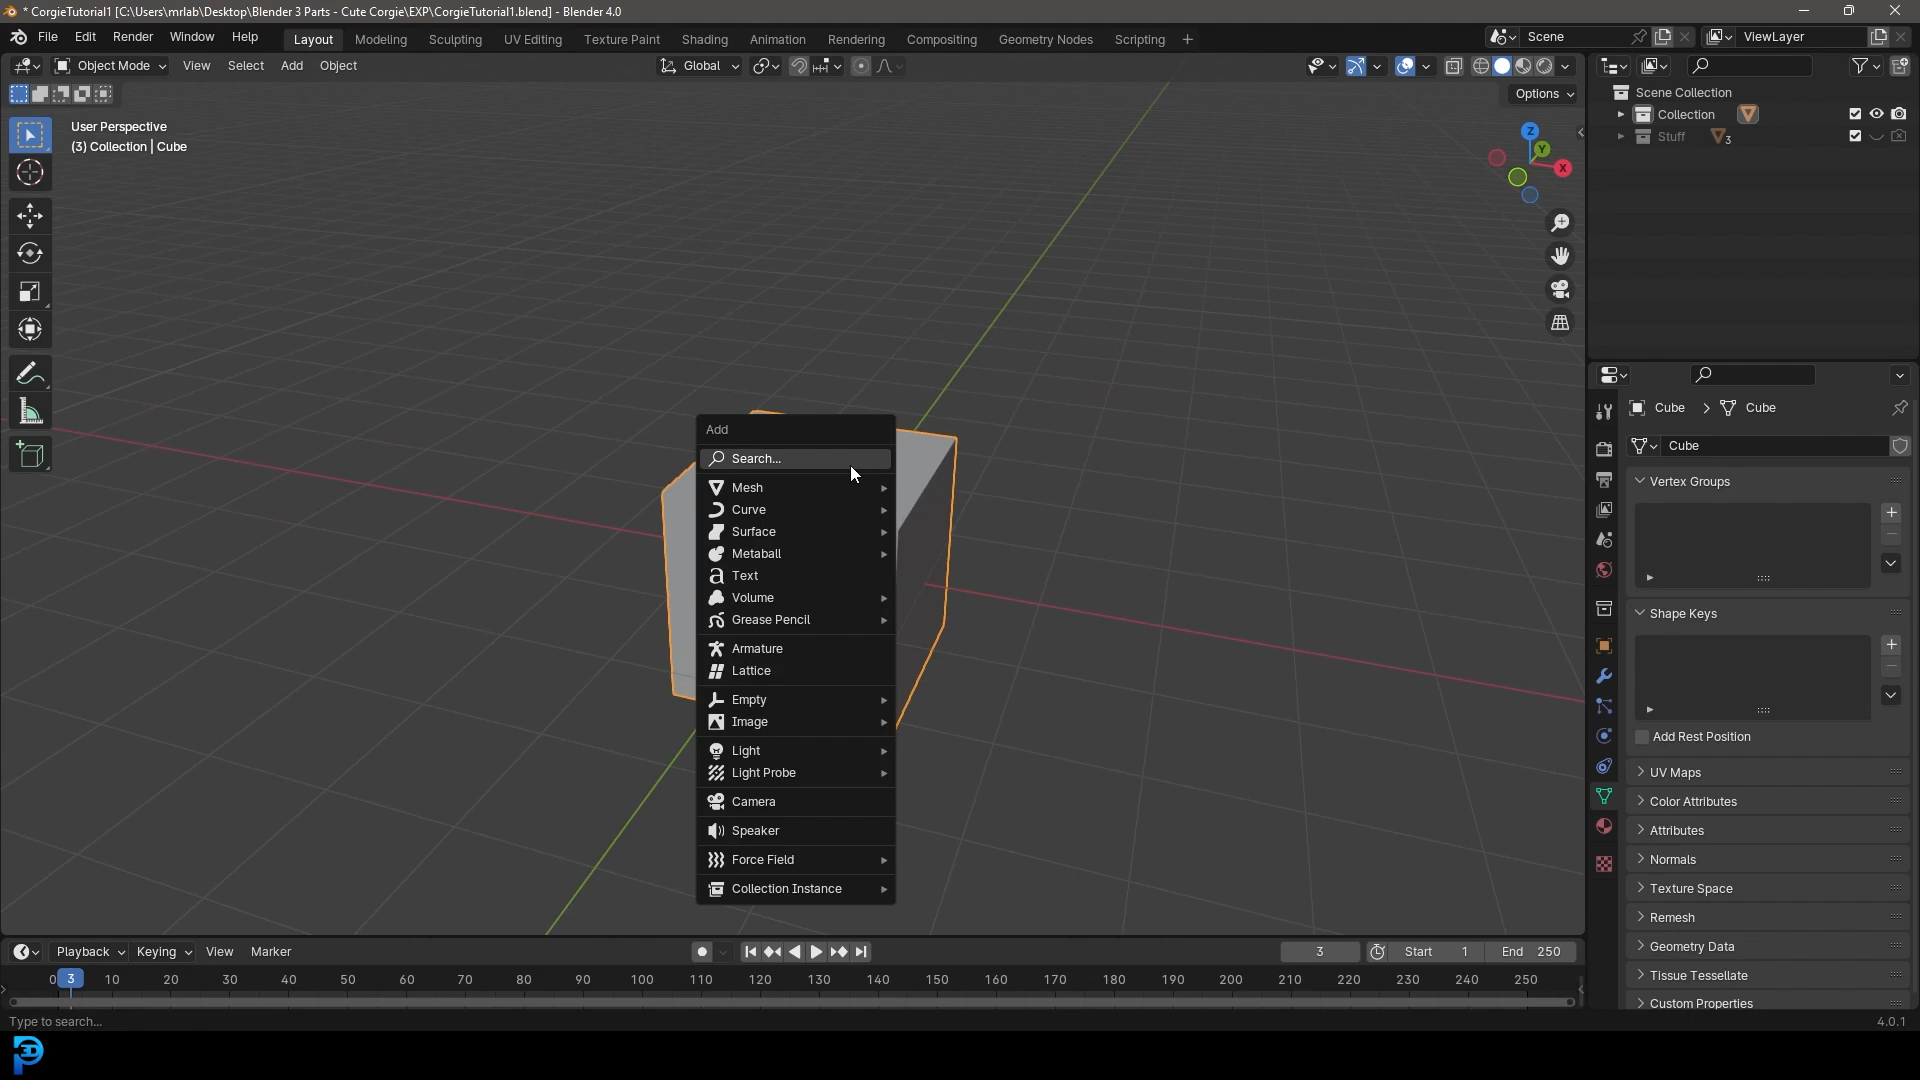 * CorgieTutorial1 [C:\Users\mrlab\Desktop\Blender 3 Parts - Cute Corgie\EXP\CorgieTutorial1.blend] - Blender 4.0
File Edit Render Window Help Layout Modeling Sculpting UV Editing Texture Paint Shading Animation Rendering Compositing Geometry Nodes Scripting + Scene ViewLayer
Object Mode View Select Add Object Global
Options
User Perspective
(3) Collection | Cube
Z
Y
X
Scene Collection
Collection
Stuff 3
Add
Search...
Mesh
Curve
Surface
Metaball
Text
Volume
Grease Pencil
Armature
Lattice
Empty
Image
Light
Light Probe
Camera
Speaker
Force Field
Collection Instance
Cube > Cube
Cube
Vertex Groups
Shape Keys
Add Rest Position
UV Maps
Color Attributes
Attributes
Normals
Texture Space
Remesh
Geometry Data
Tissue Tessellate
Custom Properties
Playback Keying View Marker 3 Start 1 End 250
0 3 10 20 30 40 50 60 70 80 90 100 110 120 130 140 150 160 170 180 190 200 210 220 230 240 250
Type to search... 4.0.1
3D